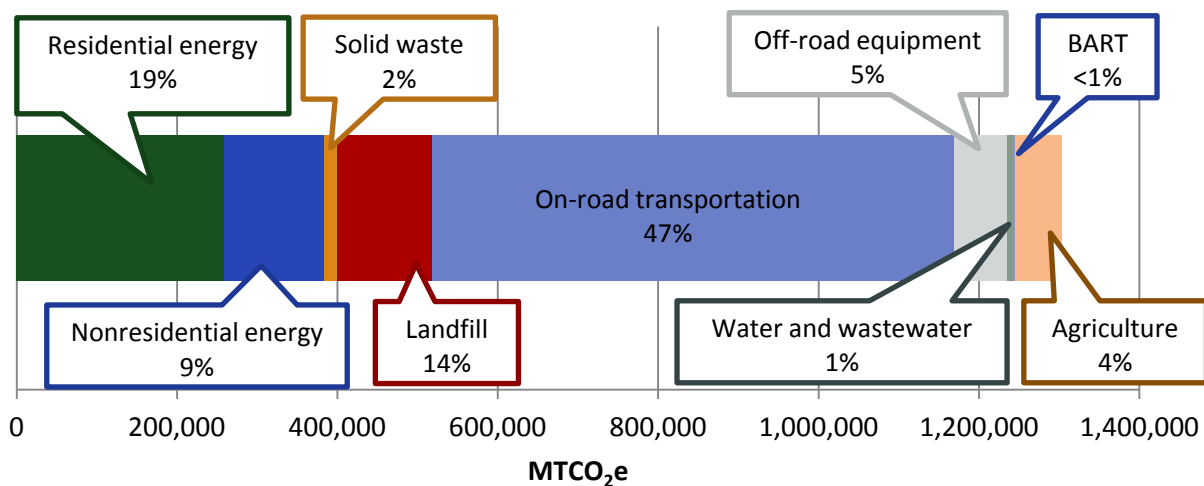 Residential energy
19%
Solid waste
2%
Off-road equipment
5%
BART
<1%
On-road transportation
47%
Nonresidential energy
9%
Landfill
14%
Water and wastewater
1%
Agriculture
4%
0
200,000
400,000
600,000
800,000
1,000,000
1,200,000
1,400,000
MTCO₂e